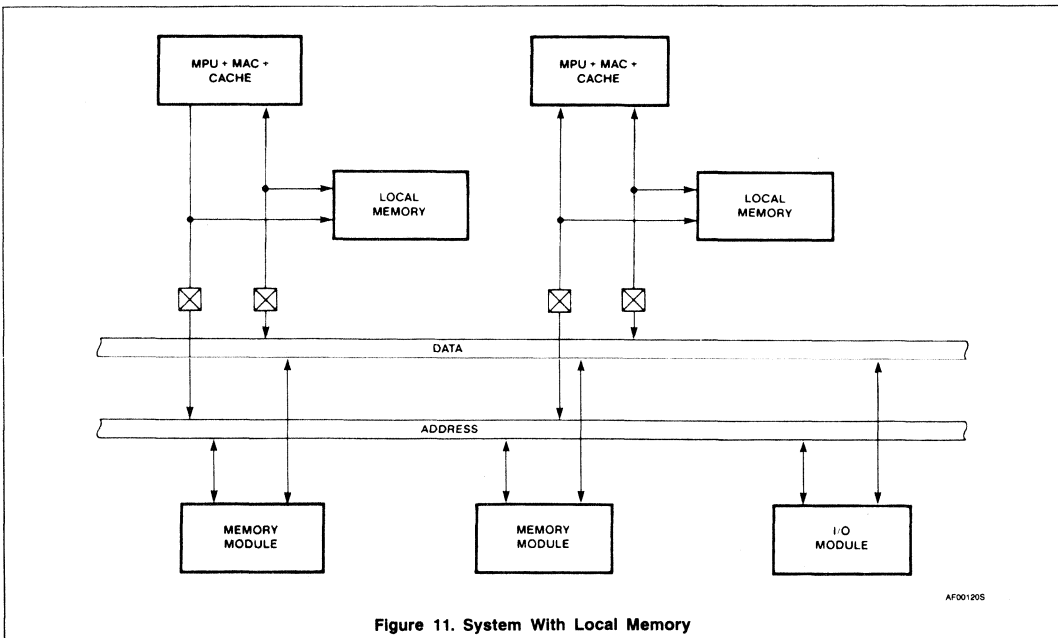 MPU + MAC +
CACHE
MPU + MAC +
CACHE
LOCAL
MEMORY
LOCAL
MEMORY
DATA
ADDRESS
MEMORY
MODULE
MEMORY
MODULE
I/O
MODULE
AF00120S
Figure 11. System With Local Memory